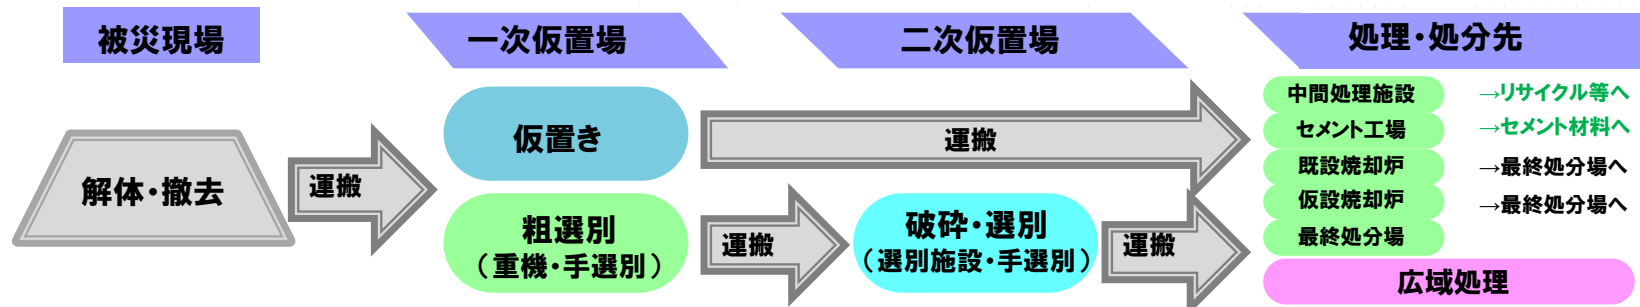 被災現場
一次仮置場
二次仮置場
処理・処分先
解体・撤去
運搬
仮置き
運搬
粗選別
(重機・手選別)
運搬
破砕・選別
(選別施設・手選別)
運搬
中間処理施設 →リサイクル等へ
セメント工場 →セメント材料へ
既設焼却炉 →最終処分場へ
仮設焼却炉 →最終処分場へ
最終処分場
広域処理